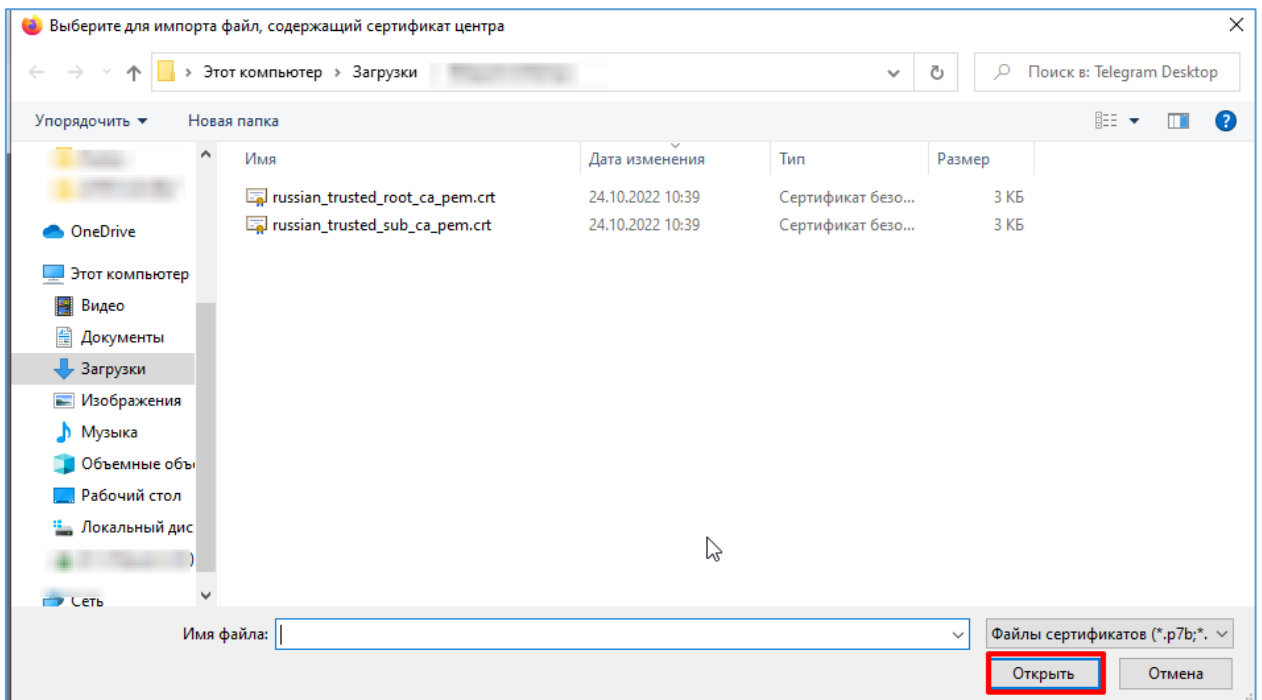 Выберите для импорта файл, содержащий сертификат центра
Этот компьютер › Загрузки
Поиск в: Telegram Desktop
Упорядочить
Новая папка
Имя
Дата изменения
Тип
Размер
russian_trusted_root_ca_pem.crt 24.10.2022 10:39 Сертификат безо... 3 КБ
russian_trusted_sub_ca_pem.crt 24.10.2022 10:39 Сертификат безо... 3 КБ
OneDrive
Этот компьютер
Видео
Документы
Загрузки
Изображения
Музыка
Объемные объ
Рабочий стол
Локальный дис
Сеть
Имя файла:
Файлы сертификатов (*.p7b;*.
Открыть
Отмена